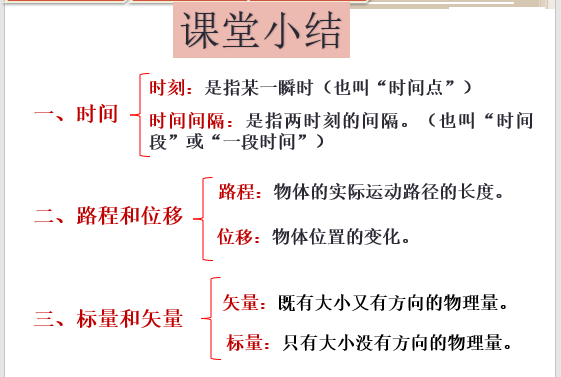 课堂小结
一、时间
时刻：是指某一瞬时（也叫“时间点”）
时间间隔：是指两时刻的间隔。（也叫“时间
段”或“一段时间”）
二、路程和位移
路程：物体的实际运动路径的长度。
位移：物体位置的变化。
三、标量和矢量
矢量：既有大小又有方向的物理量。
标量：只有大小没有方向的物理量。